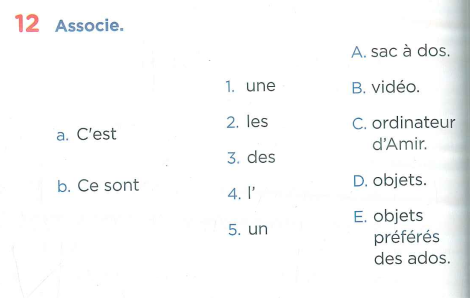 12 Associe.
a. C'est
b. Ce sont
1. une
2. les
3. des
4. l'
5. un
A. sac à dos.
B. vidéo.
C. ordinateur
d'Amir.
D. objets.
E. objets
préférés
des ados.